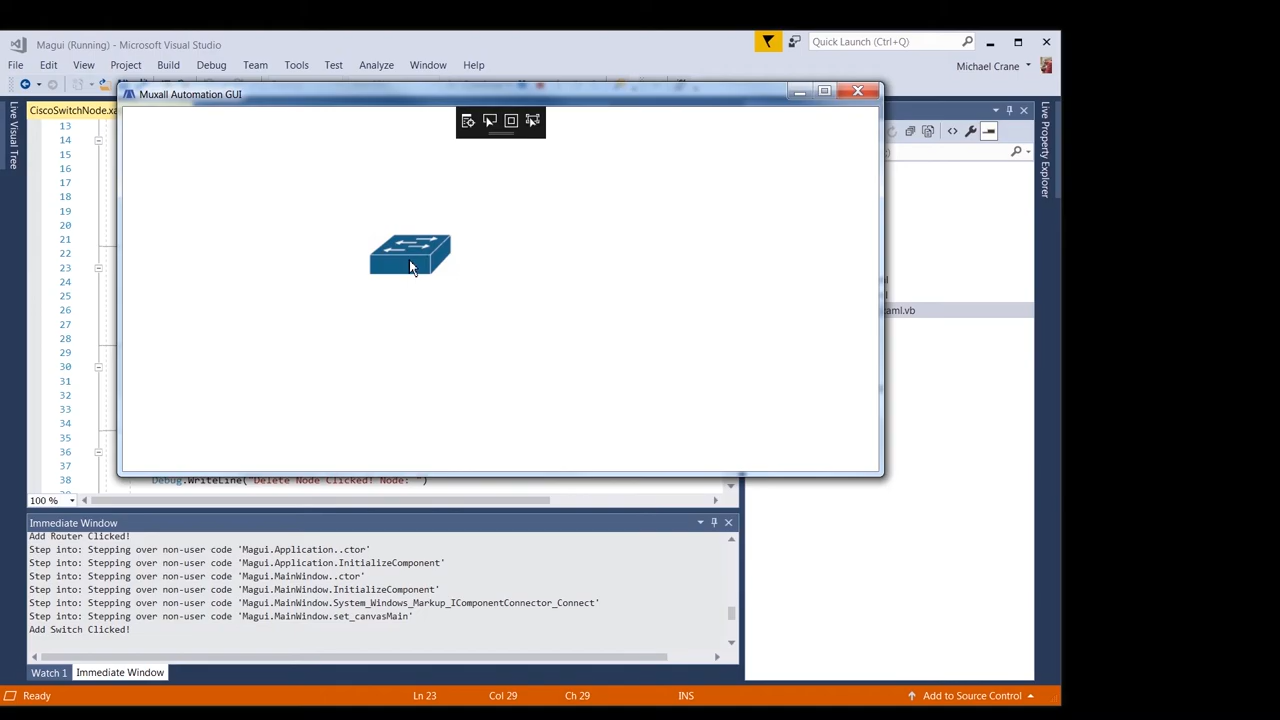 Magui (Running) - Microsoft Visual Studio
Quick Launch (Ctrl+Q)
File Edit View Project Build Debug Team Tools Test Analyze Window Help
Michael Crane
Muxall Automation GUI
CiscoSwitchNode.xa
Live Visual Tree
Live Property Explorer
13
14
15
16
17
18
19
20
21
22
23
24
25
26
aml.vb
27
28
29
30
31
32
33
34
35
36
37
38 Debug.WriteLine("Delete Node Clicked! Node: ")
100 %
Immediate Window
Add Router Clicked!
Step into: Stepping over non-user code 'Magui.Application..ctor'
Step into: Stepping over non-user code 'Magui.Application.InitializeComponent'
Step into: Stepping over non-user code 'Magui.MainWindow..ctor'
Step into: Stepping over non-user code 'Magui.MainWindow.InitializeComponent'
Step into: Stepping over non-user code 'Magui.MainWindow.System_Windows_Markup_IComponentConnector_Connect'
Step into: Stepping over non-user code 'Magui.MainWindow.set_canvasMain'
Add Switch Clicked!
Watch 1 Immediate Window
Ready Ln 23 Col 29 Ch 29 INS Add to Source Control